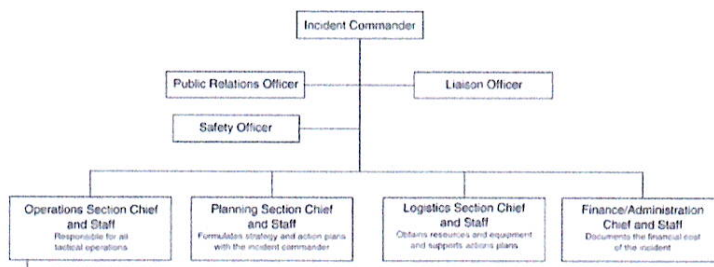 Incident Commander
Public Relations Officer
Liaison Officer
Safety Officer
Operations Section Chief
and Staff
Responsible for all
tactical operations
Planning Section Chief
and Staff
Formulates strategy and action plans
with the incident commander
Logistics Section Chief
and Staff
Obtains resources and equipment
and supports actions plans
Finance/Administration
Chief and Staff
Documents the financial cost
of the incident